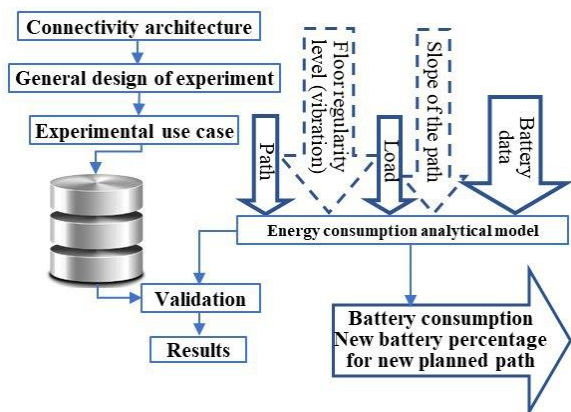 Connectivity architecture
General design of experiment
Experimental use case
Path
Floor regularity
level (vibration)
Load
Slope of the path
Battery
data
Energy consumption analytical model
Validation
Results
Battery consumption
New battery percentage
for new planned path